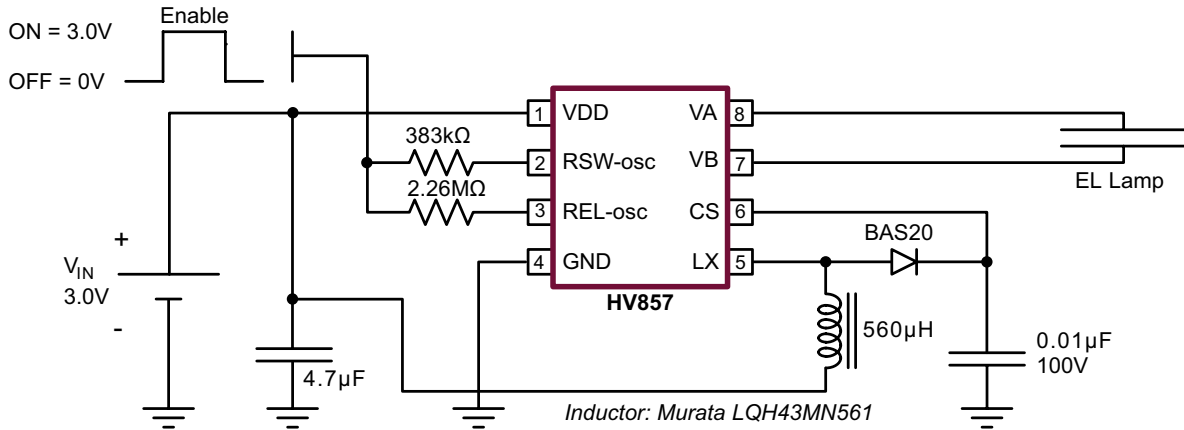 Enable
ON = 3.0V
OFF = 0V
1 VDD VA 8
383kΩ
2 RSW-osc VB 7
2.26MΩ
EL Lamp
3 REL-osc CS 6
BAS20
+
4 GND LX 5
VIN
3.0V
-
HV857
560µH
0.01µF
100V
4.7µF
Inductor: Murata LQH43MN561